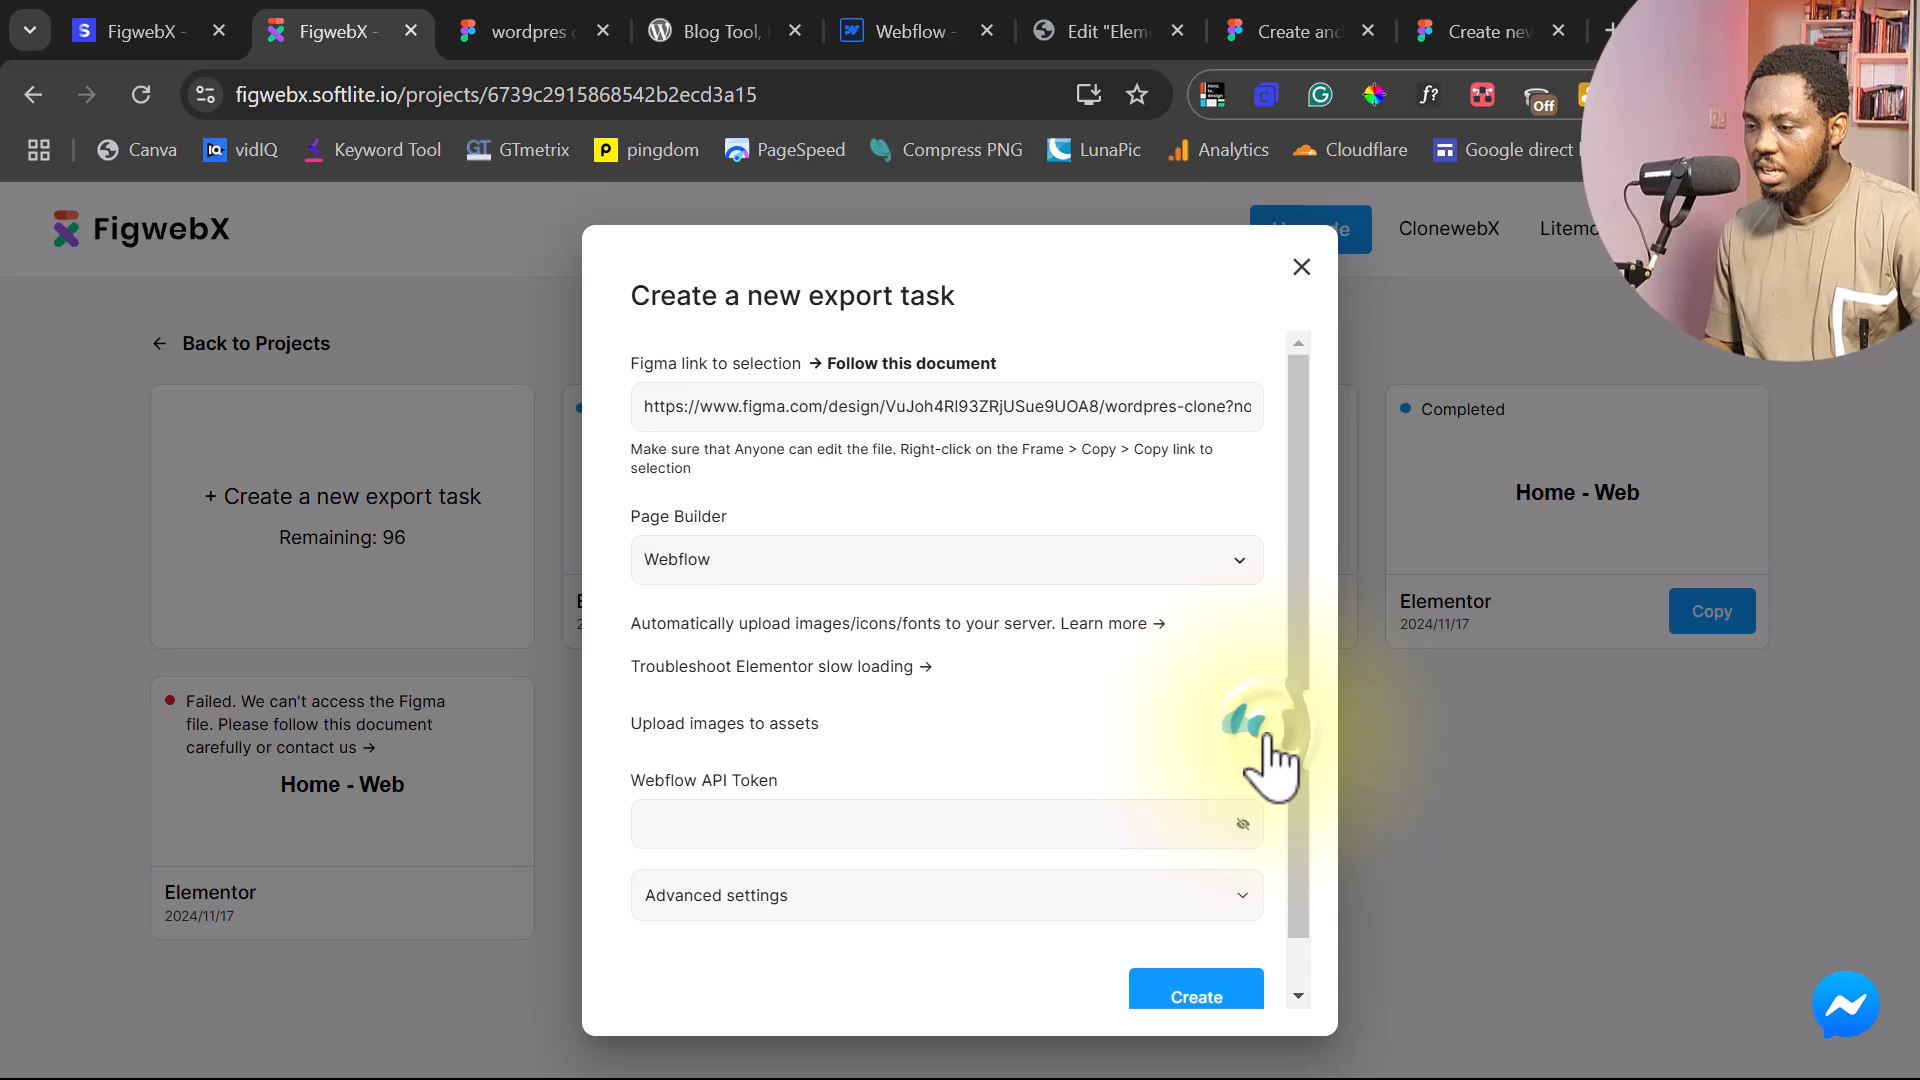 FigwebX -
FigwebX -
wordpres c
Blog Tool,
Webflow -
Edit "Elem
Create and
Create new
figwebx.softlite.io/projects/6739c2915868542b2ecd3a15
Off
Canva
vidIQ
Keyword Tool
GTmetrix
pingdom
PageSpeed
Compress PNG
LunaPic
Analytics
Cloudflare
Google direct
FigwebX
ClonewebX
← Back to Projects
+ Create a new export task
Remaining: 96
Create a new export task
Figma link to selection → Follow this document
https://www.figma.com/design/VuJoh4Rl93ZRjUSue9UOA8/wordpres-clone?no
Make sure that Anyone can edit the file. Right-click on the Frame > Copy > Copy link to
selection
Page Builder
Webflow
Automatically upload images/icons/fonts to your server. Learn more →
Troubleshoot Elementor slow loading →
Upload images to assets
Webflow API Token
Advanced settings
Create
Completed
Home - Web
Elementor
2024/11/17
Copy
Failed. We can't access the Figma
file. Please follow this document
carefully or contact us →
Home - Web
Elementor
2024/11/17